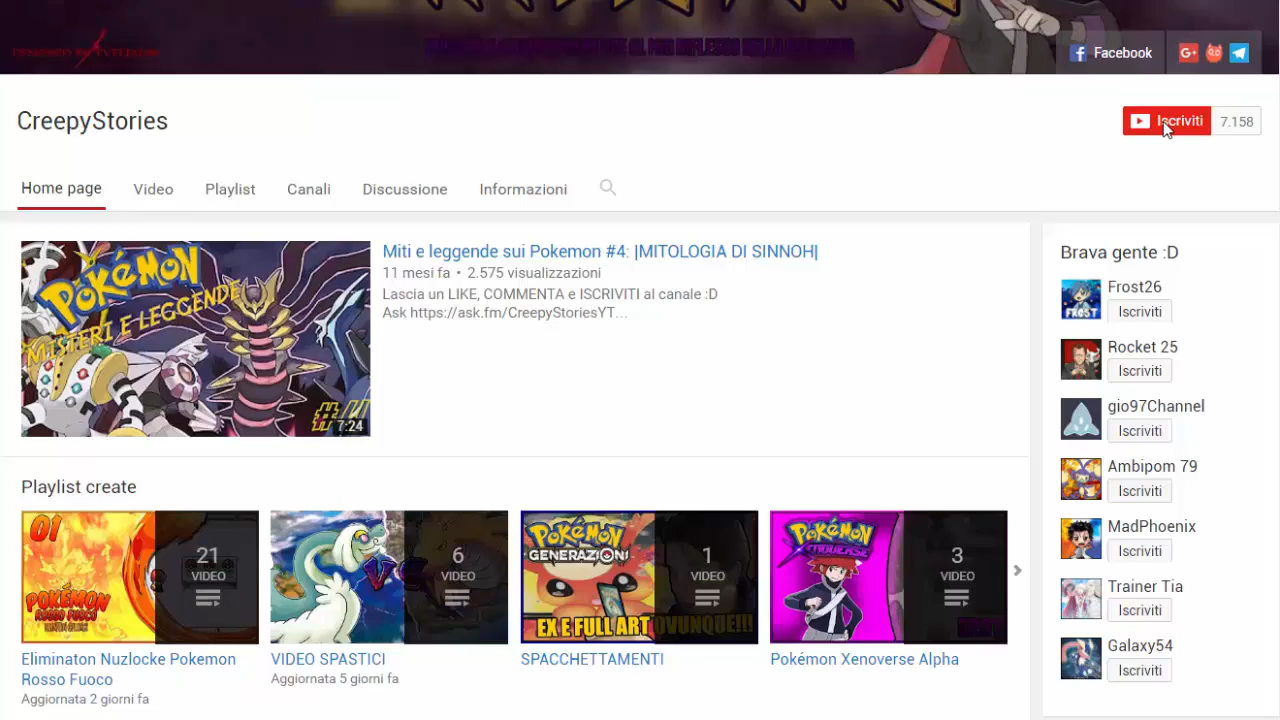 Facebook
CreepyStories
Iscriviti 7.158
Home page Video Playlist Canali Discussione Informazioni
POKÉMON
MISTERI E LEGGENDE
#4
7:24
Miti e leggende sui Pokemon #4: |MITOLOGIA DI SINNOH|
11 mesi fa • 2.575 visualizzazioni
Lascia un LIKE, COMMENTA e ISCRIVITI al canale :D
Ask https://ask.fm/CreepyStoriesYT…
Brava gente :D
Frost26
Iscriviti
Rocket 25
Iscriviti
gio97Channel
Iscriviti
Ambipom 79
Iscriviti
MadPhoenix
Iscriviti
Trainer Tia
Iscriviti
Galaxy54
Iscriviti
Playlist create
01
POKÉMON
ROSSO FUOCO
21
VIDEO
Eliminaton Nuzlocke Pokemon
Rosso Fuoco
Aggiornata 2 giorni fa
6
VIDEO
VIDEO SPASTICI
Aggiornata 5 giorni fa
POKÉMON
GENERAZIONI
1
VIDEO
EX E FULL ART OVUNQUE!!!
SPACCHETTAMENTI
POKÉMON
XENOVERSE
3
VIDEO
Pokémon Xenoverse Alpha